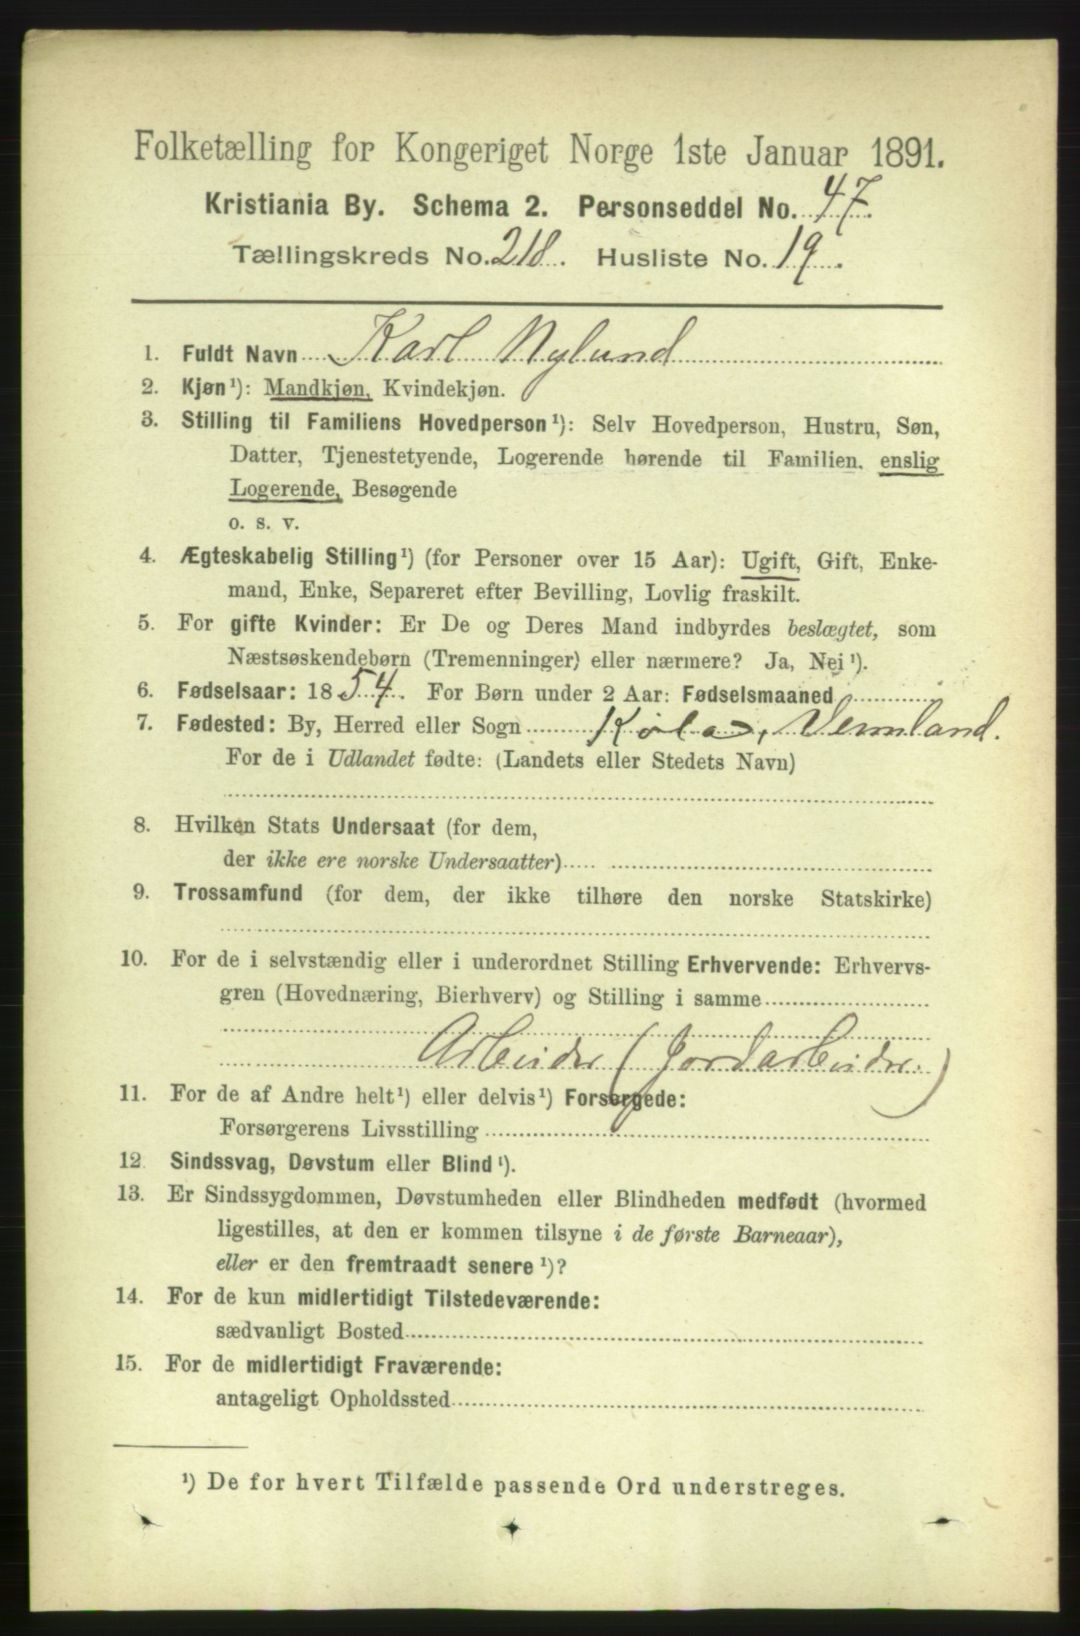 Folketælling for Kongeriget Norge 1ste Januar 1891.
Kristiania By. Schema 2. Personseddel No. 47.
Tællingskreds No. 218. Husliste No. 19.
1. Fuldt Navn Karl Nylund
2. Kjøn¹): Mandkjøn, Kvindekjøn.
3. Stilling til Familiens Hovedperson¹): Selv Hovedperson, Hustru, Søn,
Datter, Tjenestetyende, Logerende hørende til Familien, enslig
Logerende, Besøgende
o. s. v.
4. Ægteskabelig Stilling¹) (for Personer over 15 Aar): Ugift, Gift, Enke-
mand, Enke, Separeret efter Bevilling, Lovlig fraskilt.
5. For gifte Kvinder: Er De og Deres Mand indbyrdes beslægtet, som
Næstsøskendebørn (Tremenninger) eller nærmere? Ja, Nei¹).
6. Fødselsaar: 1854. For Børn under 2 Aar: Fødselsmaaned
7. Fødested: By, Herred eller Sogn Køla, Vermland.
For de i Udlandet fødte: (Landets eller Stedets Navn)
8. Hvilken Stats Undersaat (for dem,
der ikke ere norske Undersaatter)
9. Trossamfund (for dem, der ikke tilhøre den norske Statskirke)
10. For de i selvstændig eller i underordnet Stilling Erhvervende: Erhvervs-
gren (Hovednæring, Bierhverv) og Stilling i samme
Arbeider (Jordarbeider.)
11. For de af Andre helt¹) eller delvis¹) Forsørgede:
Forsørgerens Livsstilling
12 Sindssvag, Døvstum eller Blind¹).
13. Er Sindssygdommen, Døvstumheden eller Blindheden medfødt (hvormed
ligestilles, at den er kommen tilsyne i de første Barneaar),
eller er den fremtraadt senere¹)?
14. For de kun midlertidigt Tilstedeværende:
sædvanligt Bosted
15. For de midlertidigt Fraværende:
antageligt Opholdssted
¹) De for hvert Tilfælde passende Ord understreges.